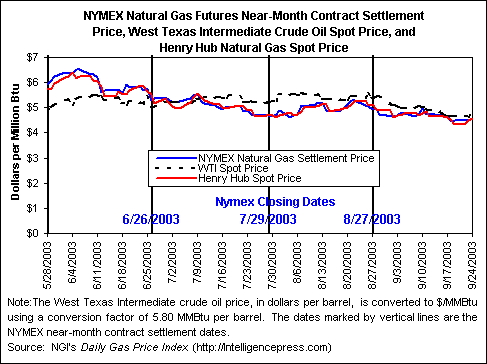 NYMEX Natural Gas Futures Near-Month Contract Settlement
Price, West Texas Intermediate Crude Oil Spot Price, and
Henry Hub Natural Gas Spot Price
Dollars per Million Btu
$7
$6
$5
$4
$3
$2
$1
$0
NYMEX Natural Gas Settlement Price
WTI Spot Price
Henry Hub Spot Price
Nymex Closing Dates
6/26/2003
7/29/2003
8/27/2003
5/28/2003
6/4/2003
6/11/2003
6/18/2003
6/25/2003
7/2/2003
7/9/2003
7/16/2003
7/23/2003
7/30/2003
8/6/2003
8/13/2003
8/20/2003
8/27/2003
9/3/2003
9/10/2003
9/17/2003
9/24/2003
Note:The West Texas Intermediate crude oil price, in dollars per barrel, is converted to $/MMBtu
using a conversion factor of 5.80 MMBtu per barrel. The dates marked by vertical lines are the
NYMEX near-month contract settlement dates.
Source: NGI's Daily Gas Price Index (http://Intelligencepress.com)